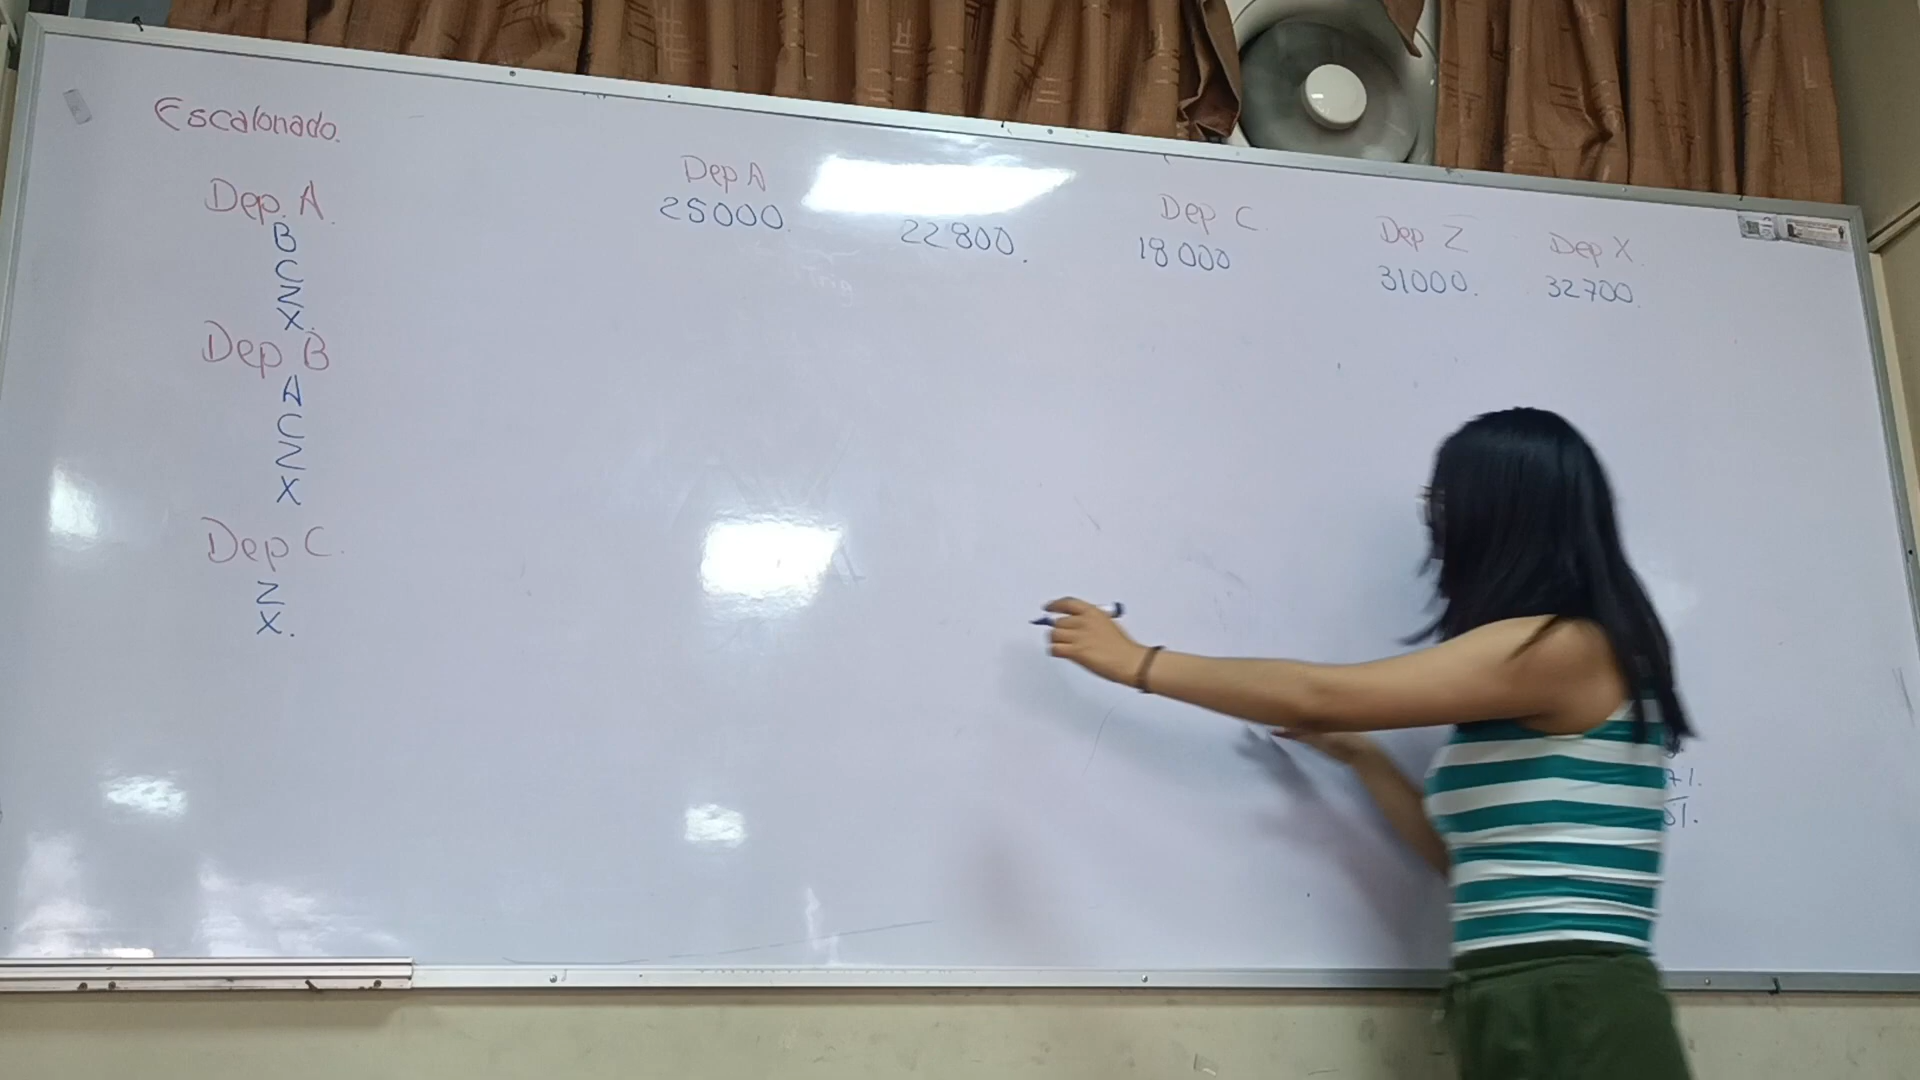 Escalonado.
Dep. A.
B
C
Z
X.
Dep B
A
C
Z
X
Dep C.
Z
X.
Dep A
25000.
22800.
Dep C.
18000
Dep Z
31000.
Dep X.
32700.